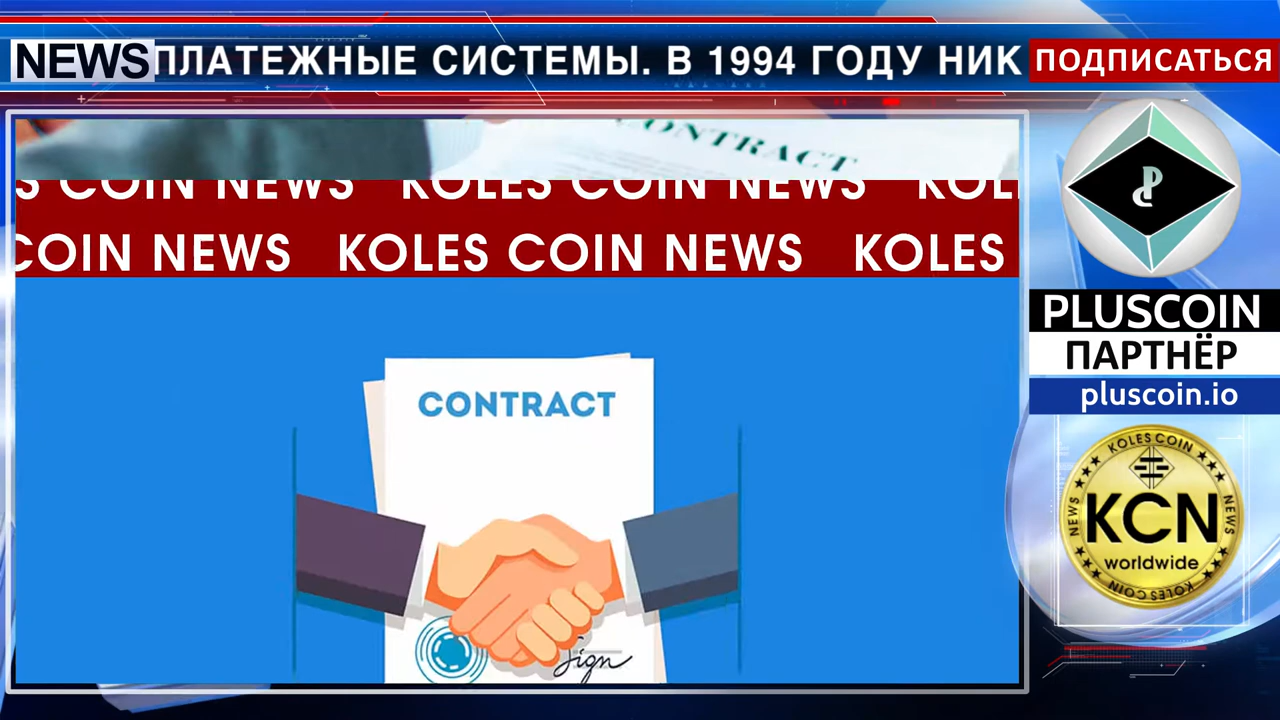 NEWS ПЛАТЕЖНЫЕ СИСТЕМЫ. В 1994 ГОДУ НИК
ПОДПИСАТЬСЯ
CONTRACT
S COIN NEWS KOLES COIN NEWS KOL
COIN NEWS KOLES COIN NEWS KOLES
CONTRACT
Sign
PLUSCOIN
ПАРТНЁР
pluscoin.io
KOLES COIN
NEWS
KCN
NEWS
worldwide
KOLES COIN